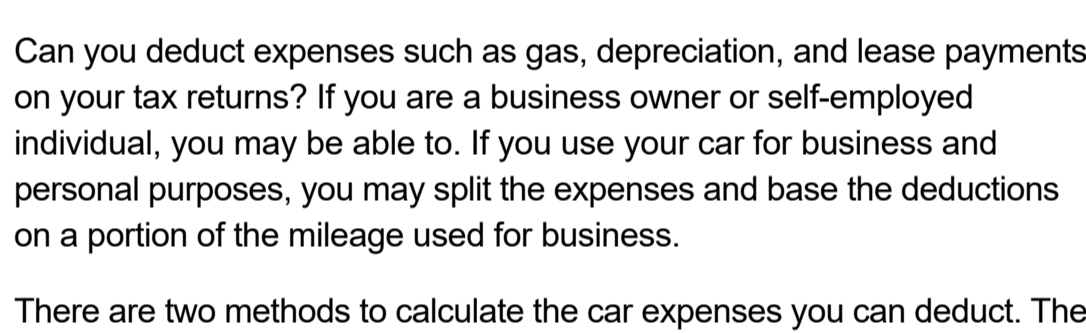 Can you deduct expenses such as gas, depreciation, and lease payments
on your tax returns? If you are a business owner or self-employed
individual, you may be able to. If you use your car for business and
personal purposes, you may split the expenses and base the deductions
on a portion of the mileage used for business.
There are two methods to calculate the car expenses you can deduct. The